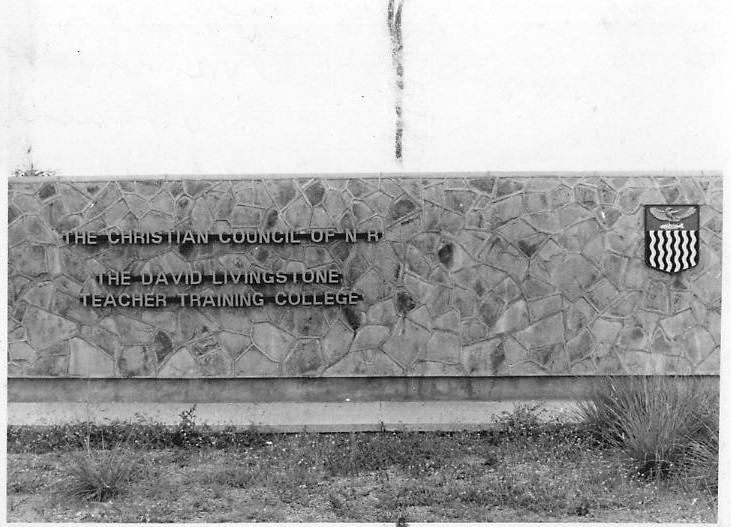 THE CHRISTIAN COUNCIL OF N R
THE DAVID LIVINGSTONE
TEACHER TRAINING COLLEGE